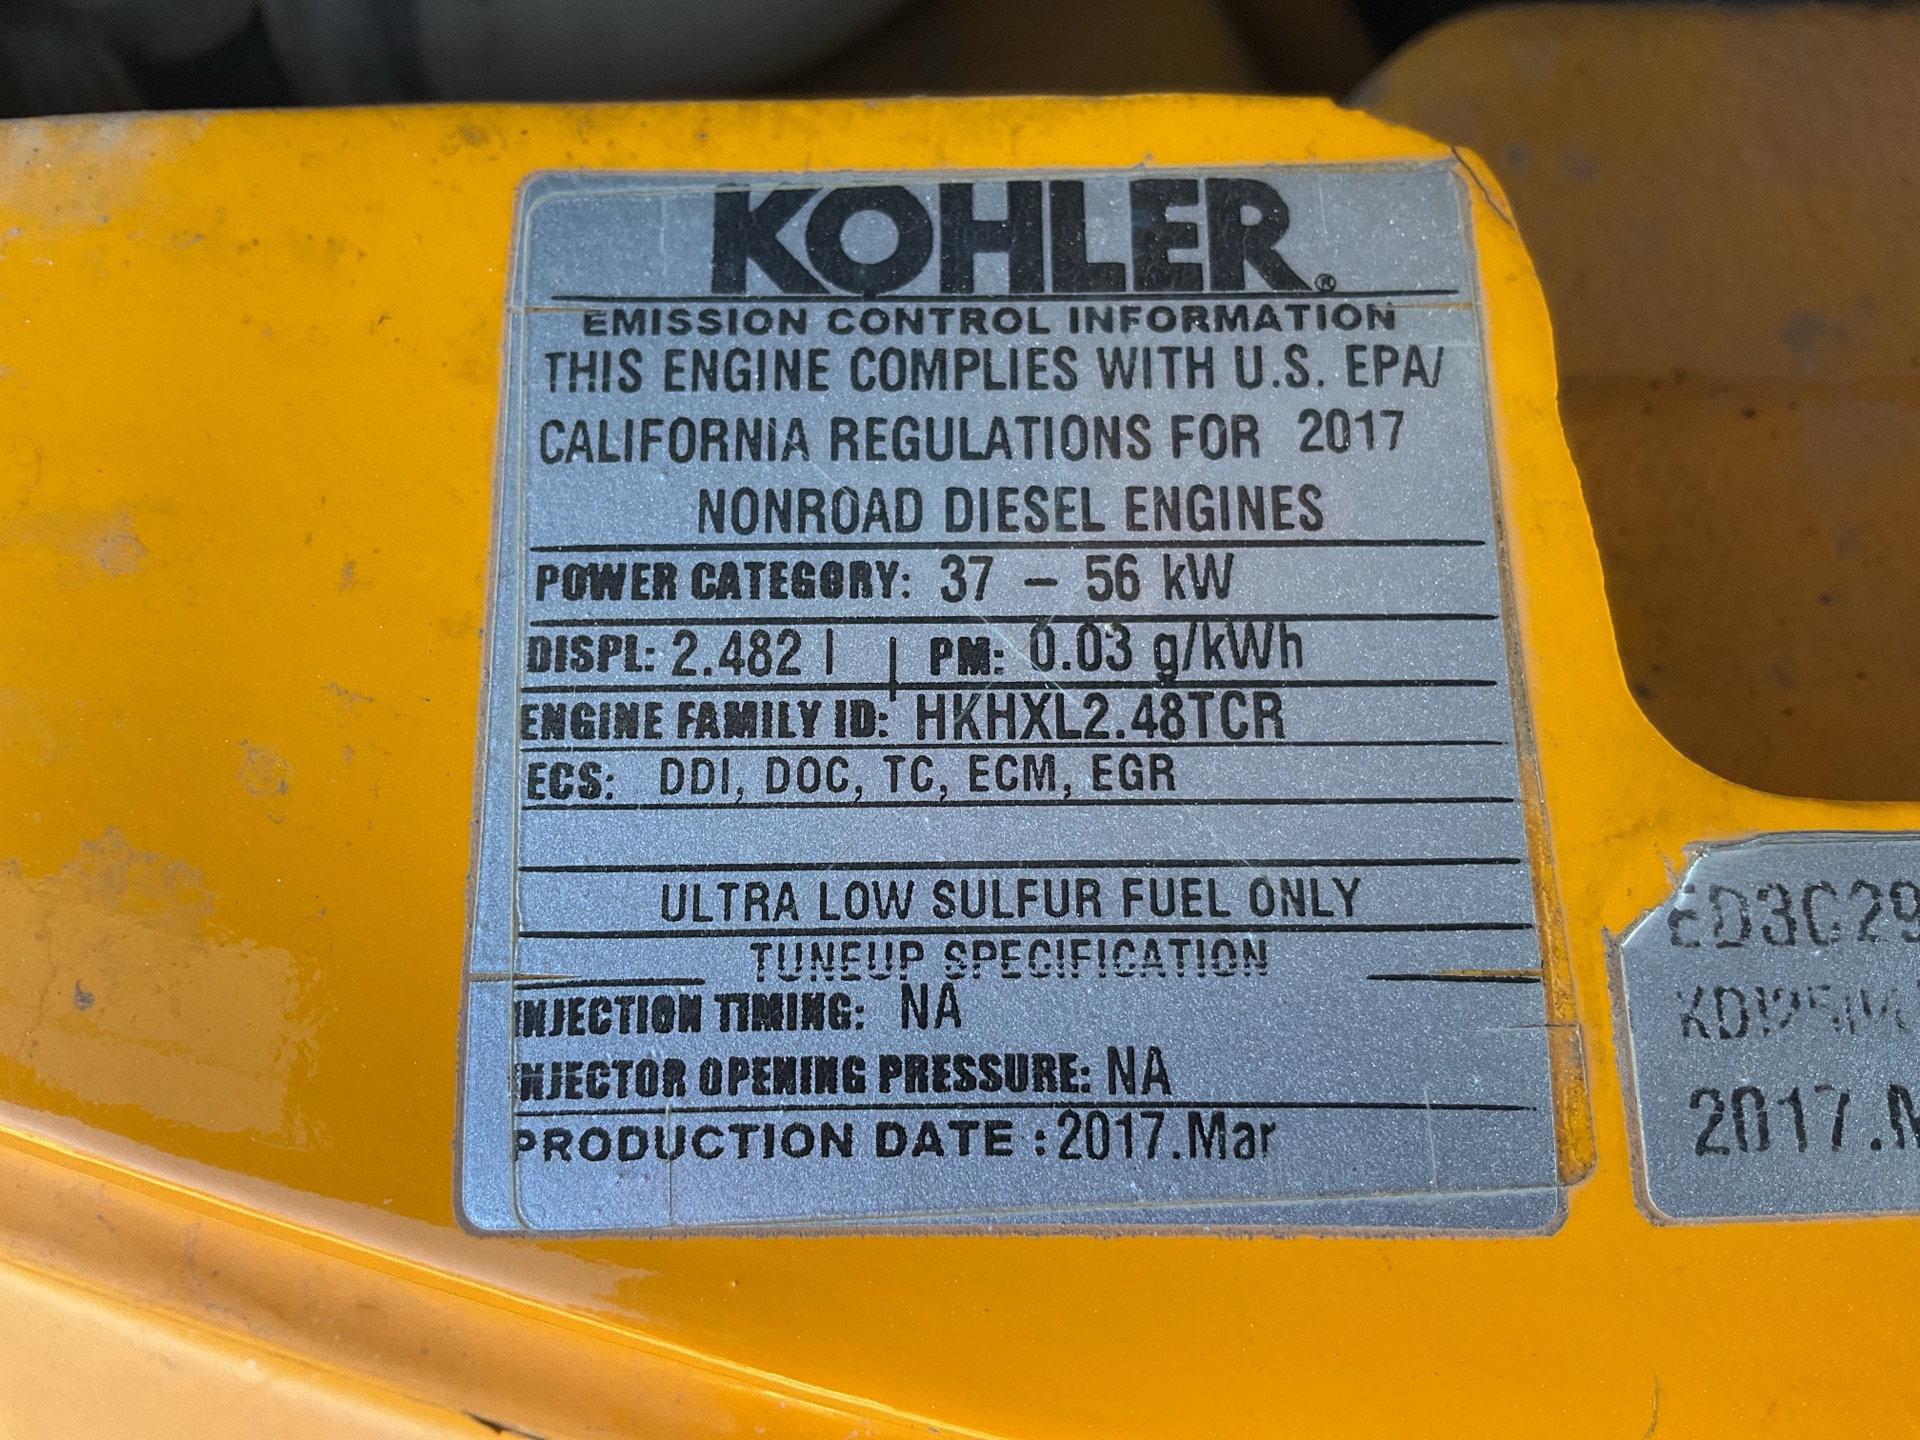 KOHLER®
EMISSION CONTROL INFORMATION
THIS ENGINE COMPLIES WITH U.S. EPA/
CALIFORNIA REGULATIONS FOR 2017
NONROAD DIESEL ENGINES
POWER CATEGORY: 37 – 56 kW
DISPL: 2.482 l | PM: 0.03 g/kWh
ENGINE FAMILY ID: HKHXL2.48TCR
ECS: DDI, DOC, TC, ECM, EGR
ULTRA LOW SULFUR FUEL ONLY
TUNEUP SPECIFICATION
INJECTION TIMING: NA
INJECTOR OPENING PRESSURE: NA
PRODUCTION DATE : 2017.Mar
ED3C29
2017.M